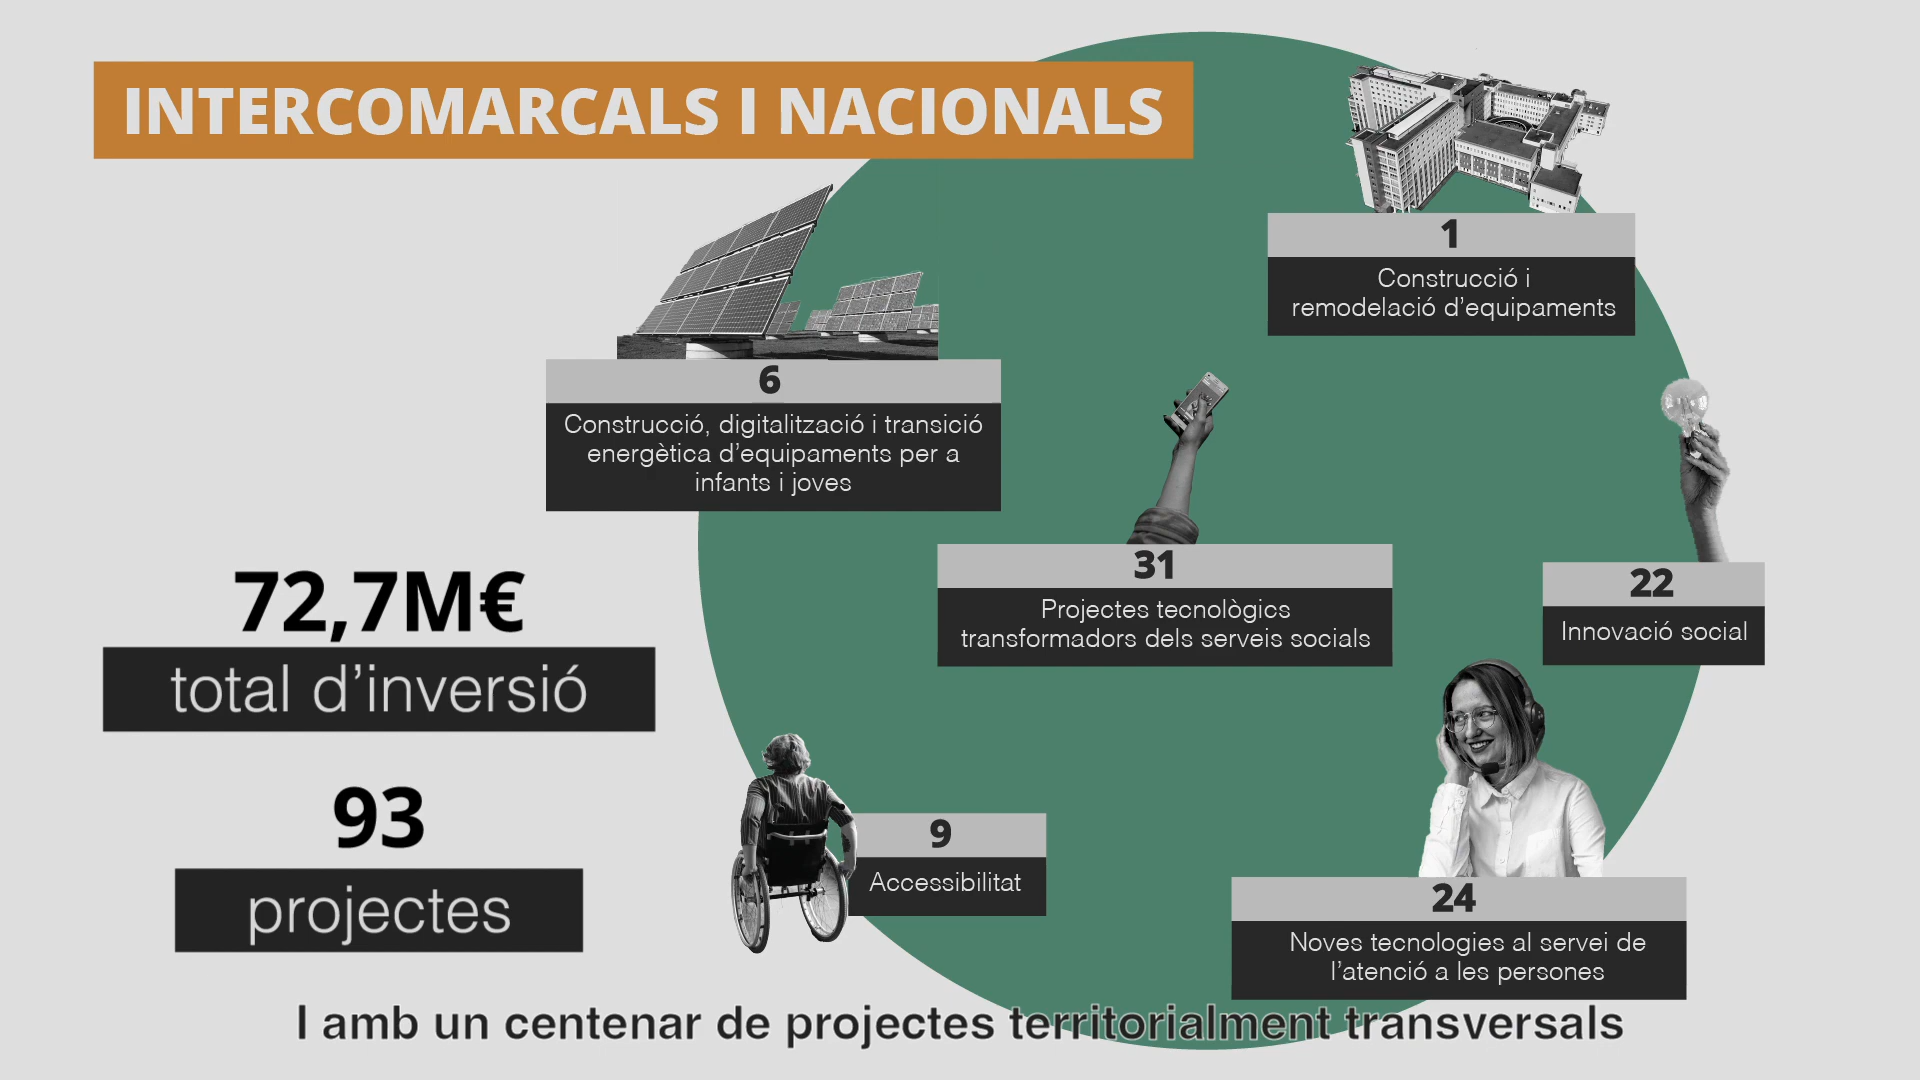 INTERCOMARCALS I NACIONALS
1
Construcció i
remodelació d'equipaments
6
Construcció, digitalització i transició
energètica d'equipaments per a
infants i joves
31
Projectes tecnològics
transformadors dels serveis socials
22
Innovació social
72,7M€
total d'inversió
93
projectes
9
Accessibilitat
24
Noves tecnologies al servei de
l'atenció a les persones
I amb un centenar de projectes territorialment transversals